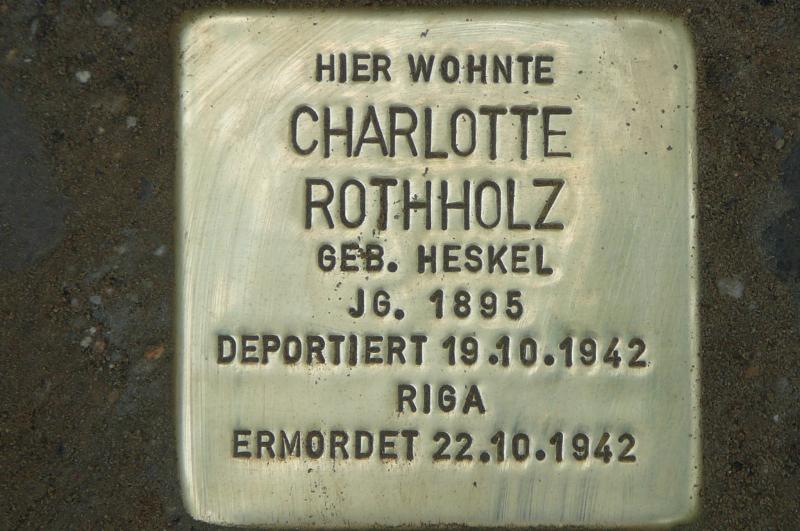 HIER WOHNTE
CHARLOTTE
ROTHHOLZ
GEB. HESKEL
JG. 1895
DEPORTIERT 19.10.1942
RIGA
ERMORDET 22.10.1942